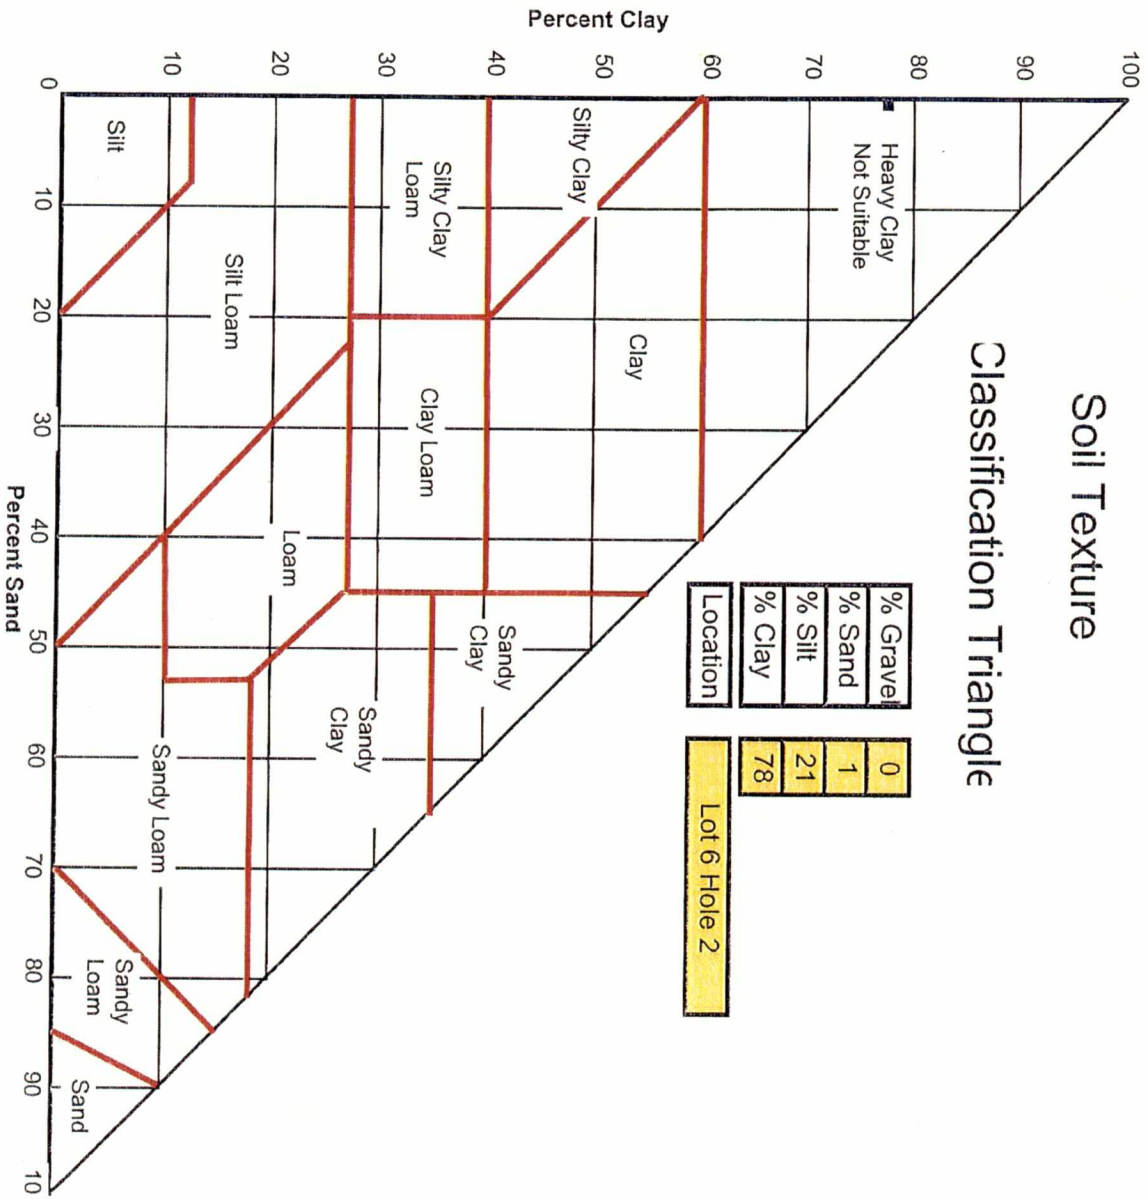 Soil Texture
Classification Triangle
% Gravel 0
% Sand 1
% Silt 21
% Clay 78
Location Lot 6 Hole 2
Percent Clay
100
90
80
70
60
50
40
30
20
10
0
Heavy Clay
Not Suitable
Clay
Silty Clay
Silty Clay
Loam
Clay Loam
Sandy
Clay
Sandy
Clay
Loam
Silt Loam
Silt
Sandy Loam
Sandy
Loam
Sand
10
20
30
40
50
60
70
80
90
10
Percent Sand